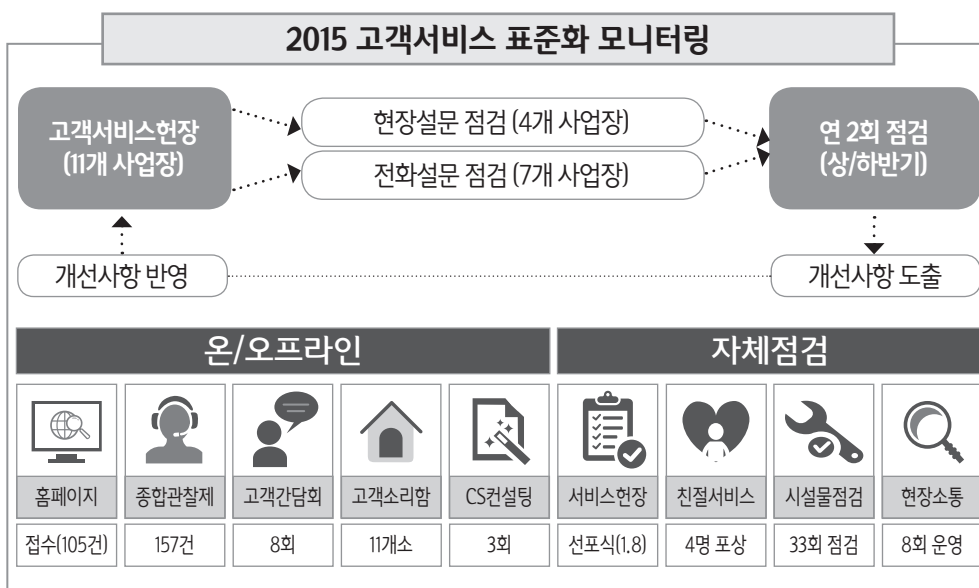 2015 고객서비스 표준화 모니터링
고객서비스헌장
(11개 사업장)
현장설문 점검 (4개 사업장)
전화설문 점검 (7개 사업장)
연 2회 점검
(상/하반기)
개선사항 반영
개선사항 도출
온/오프라인
자체점검
홈페이지
종합관찰제
고객간담회
고객소리함
CS컨설팅
서비스헌장
친절서비스
시설물점검
현장소통
접수(105건)
157건
8회
11개소
3회
선포식(1.8)
4명 포상
33회 점검
8회 운영